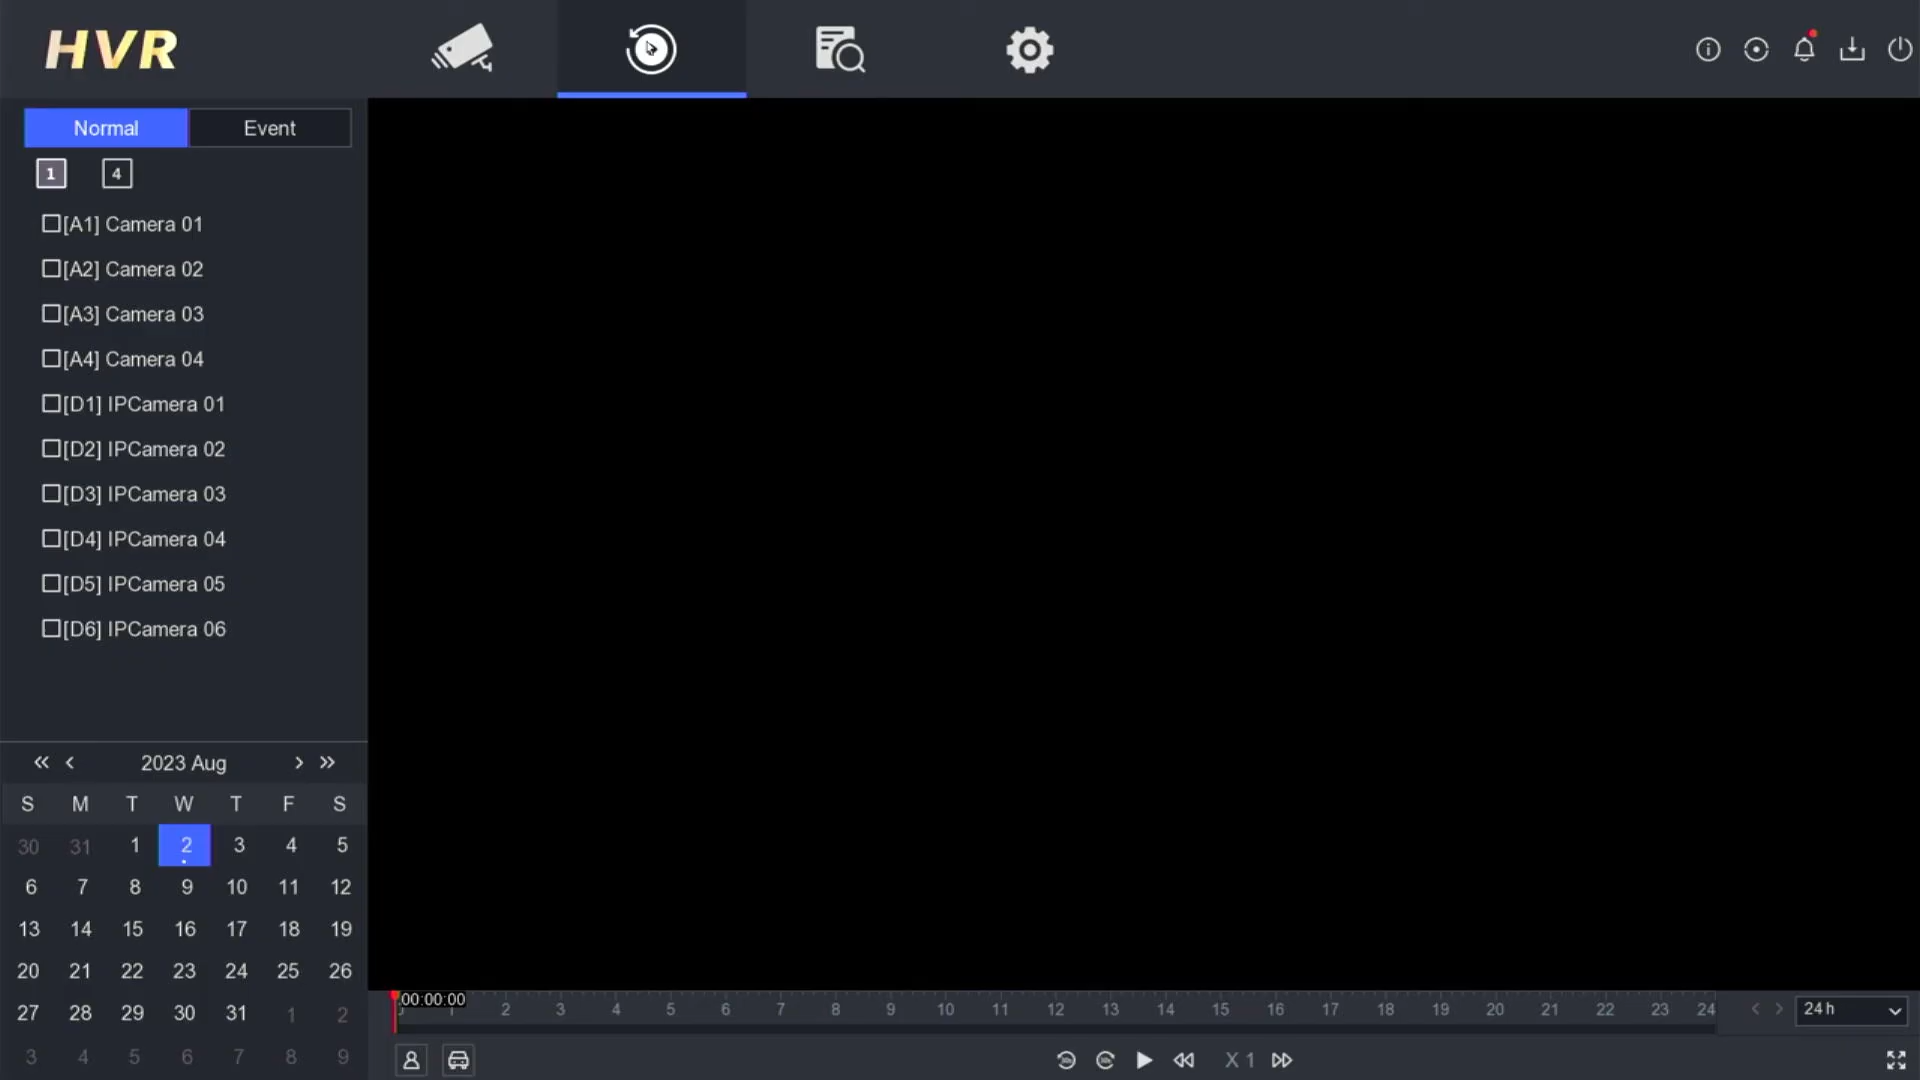 HVR
Normal Event
1 4
[A1] Camera 01
[A2] Camera 02
[A3] Camera 03
[A4] Camera 04
[D1] IPCamera 01
[D2] IPCamera 02
[D3] IPCamera 03
[D4] IPCamera 04
[D5] IPCamera 05
[D6] IPCamera 06
« < 2023 Aug > »
S M T W T F S
30 31 1 2 3 4 5
6 7 8 9 10 11 12
13 14 15 16 17 18 19
20 21 22 23 24 25 26
27 28 29 30 31 1 2
3 4 5 6 7 8 9
00:00:00
2 3 4 5 6 7 8 9 10 11 12 13 14 15 16 17 18 19 20 21 22 23 24 < > 24 h
X 1